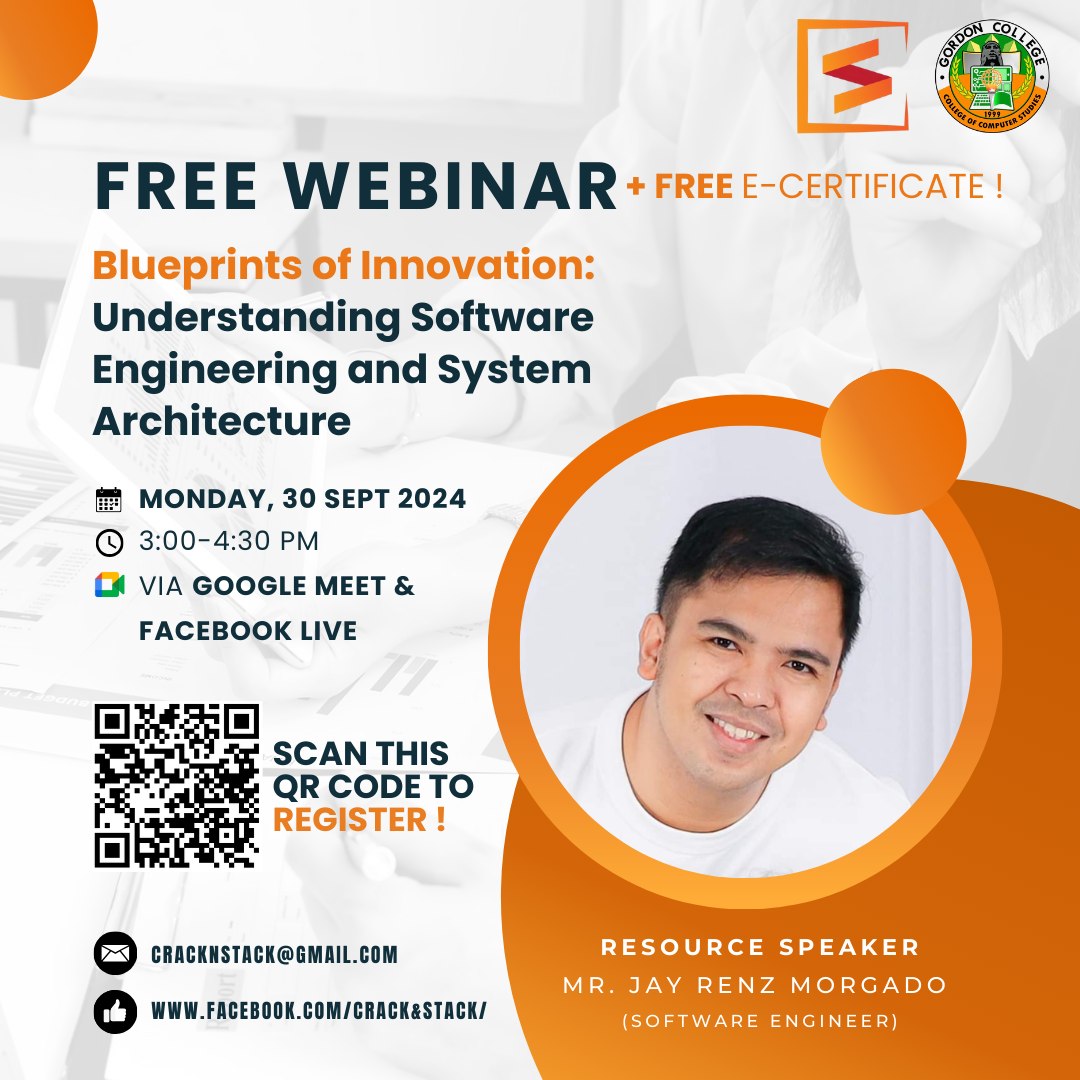 GORDON COLLEGE
1999
COLLEGE OF COMPUTER STUDIES
FREE WEBINAR + FREE E-CERTIFICATE !
Blueprints of Innovation:
Understanding Software
Engineering and System
Architecture
MONDAY, 30 SEPT 2024
3:00-4:30 PM
VIA GOOGLE MEET &
FACEBOOK LIVE
SCAN THIS
QR CODE TO
REGISTER !
CRACKNSTACK@GMAIL.COM
WWW.FACEBOOK.COM/CRACK&STACK/
RESOURCE SPEAKER
MR. JAY RENZ MORGADO
(SOFTWARE ENGINEER)